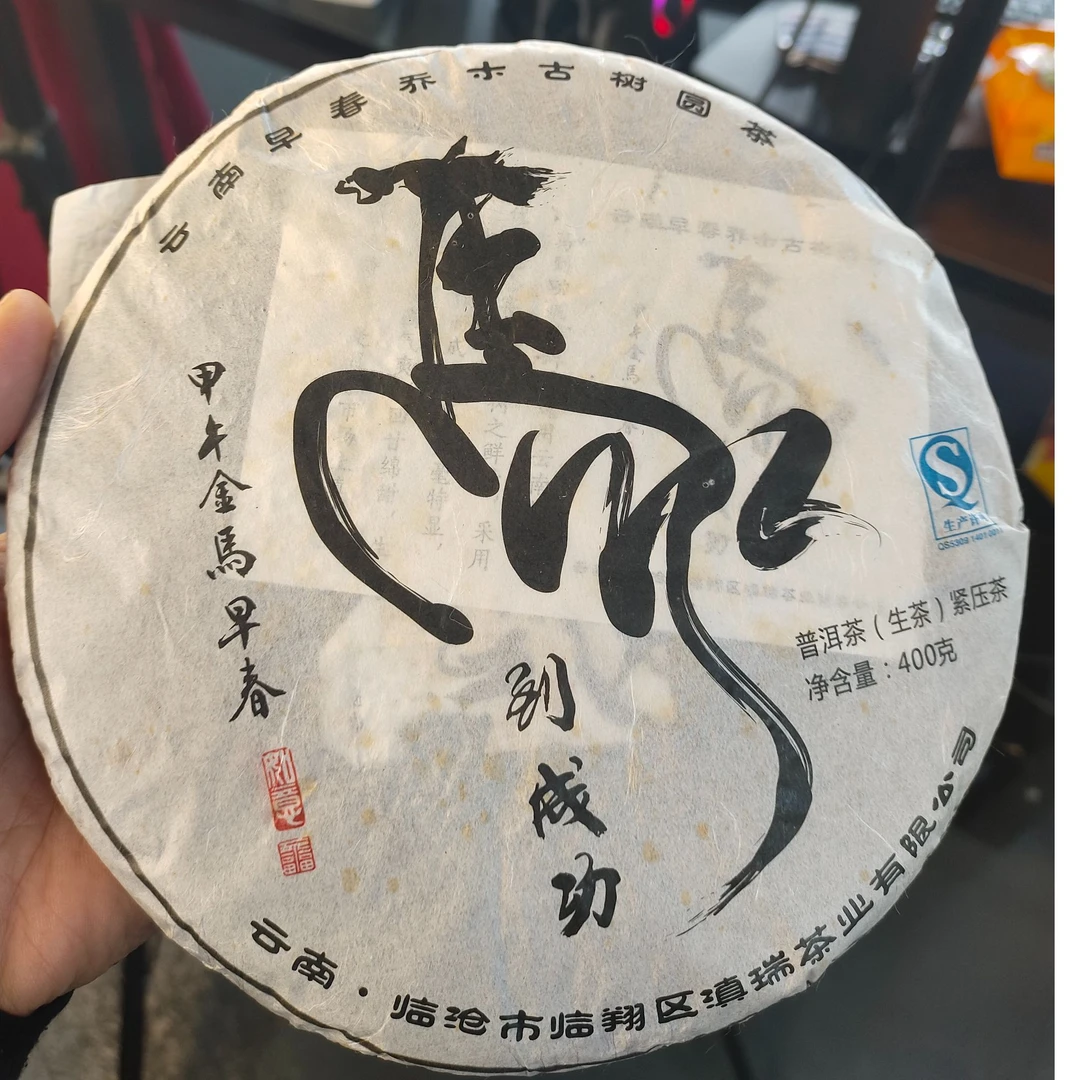 云南早春乔木古树圆茶
馬
到成功
甲午金馬早春
S
生产许可
普洱茶（生茶）紧压茶
净含量：400克
云南·临沧市临翔区滇瑞茶业有限公司